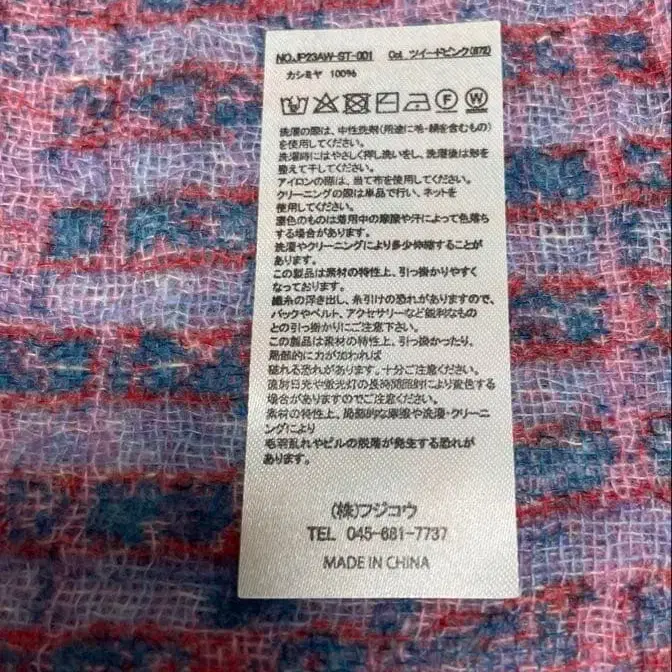 NO.JP23AW-ST-001 Col. ツイードピンク(872)
カシミヤ 100%
洗濯の際は、中性洗剤(用途に毛・絹を含むもの)
を使用してください。
洗濯時にはやさしく押し洗いをし、洗濯後は形を
整えて干してください。
アイロンの際は、当て布を使用してください。
クリーニングの際は単品で行い、ネットを
使用してください。
濃色のものは着用中の摩擦や汗によって色落ち
する場合があります。
洗濯やクリーニングにより多少伸縮することが
あります。
この製品は素材の特性上、引っ掛かりやすく
なっております。
織糸の浮き出し、糸引けの恐れがありますので、
バックやベルト、アクセサリーなど鋭利なもの
との引っ掛かりにご注意下さい。
この製品は素材の特性上、引っ掛かったり、
局部的に力が加われば
破れる恐れがあります。十分ご注意ください。
直射日光や蛍光灯の長時間照射により変色する
場合がありますのでご注意ください。
素材の特性上、局部的な摩擦や洗濯・クリーニ
ングにより
毛羽乱れやピルの脱落が発生する恐れが
あります。
(株)フジコウ
TEL 045-681-7737
MADE IN CHINA